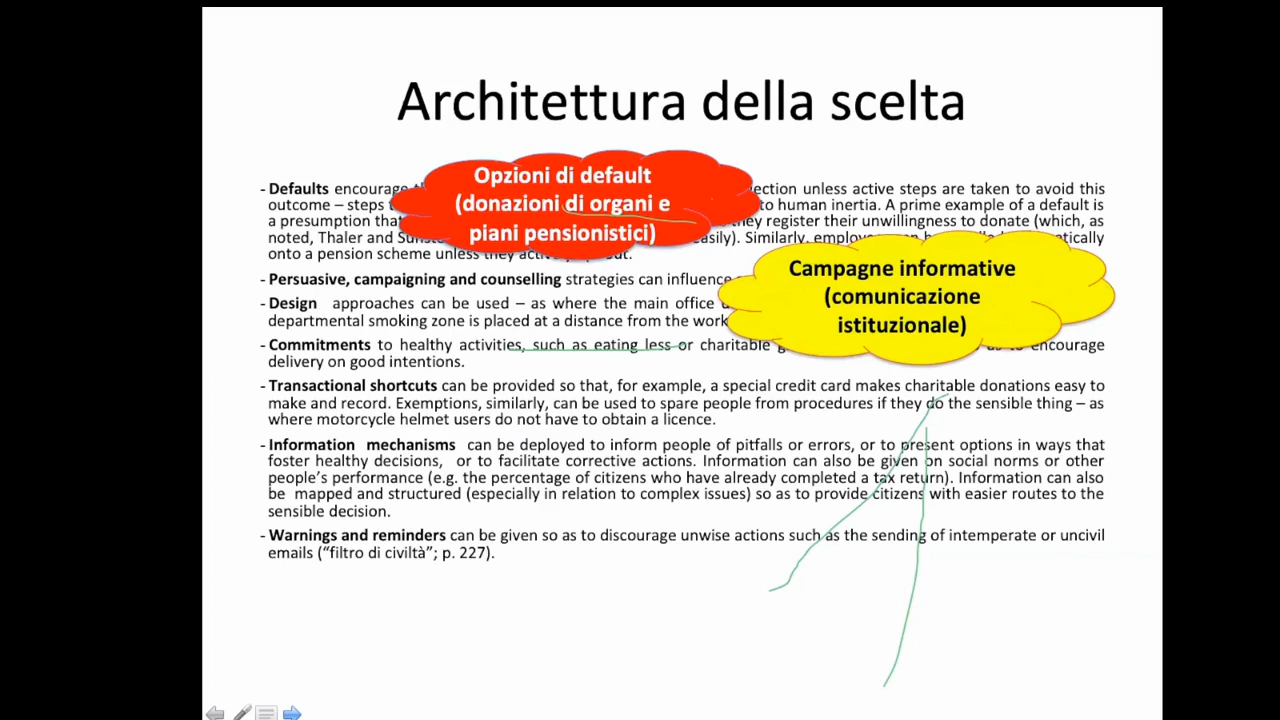 Architettura della scelta
Opzioni di default
(donazioni di organi e
piani pensionistici)
Campagne informative
(comunicazione
istituzionale)
- Defaults encourage ection unless active steps are taken to avoid this
outcome – steps to human inertia. A prime example of a default is
a presumption that they register their unwillingness to donate (which, as
noted, Thaler and easily). Similarly, employees can be
onto a pension scheme unless they
- Persuasive, campaigning and counselling strategies can influence
- Design approaches can be used – as where the main office
departmental smoking zone is placed at a distance from the work
- Commitments to healthy activities, such as eating less or charitable encourage
delivery on good intentions.
- Transactional shortcuts can be provided so that, for example, a special credit card makes charitable donations easy to
make and record. Exemptions, similarly, can be used to spare people from procedures if they do the sensible thing – as
where motorcycle helmet users do not have to obtain a licence.
- Information mechanisms can be deployed to inform people of pitfalls or errors, or to present options in ways that
foster healthy decisions, or to facilitate corrective actions. Information can also be given on social norms or other
people's performance (e.g. the percentage of citizens who have already completed a tax return). Information can also
be mapped and structured (especially in relation to complex issues) so as to provide citizens with easier routes to the
sensible decision.
- Warnings and reminders can be given so as to discourage unwise actions such as the sending of intemperate or uncivil
emails (“filtro di civiltà”; p. 227).